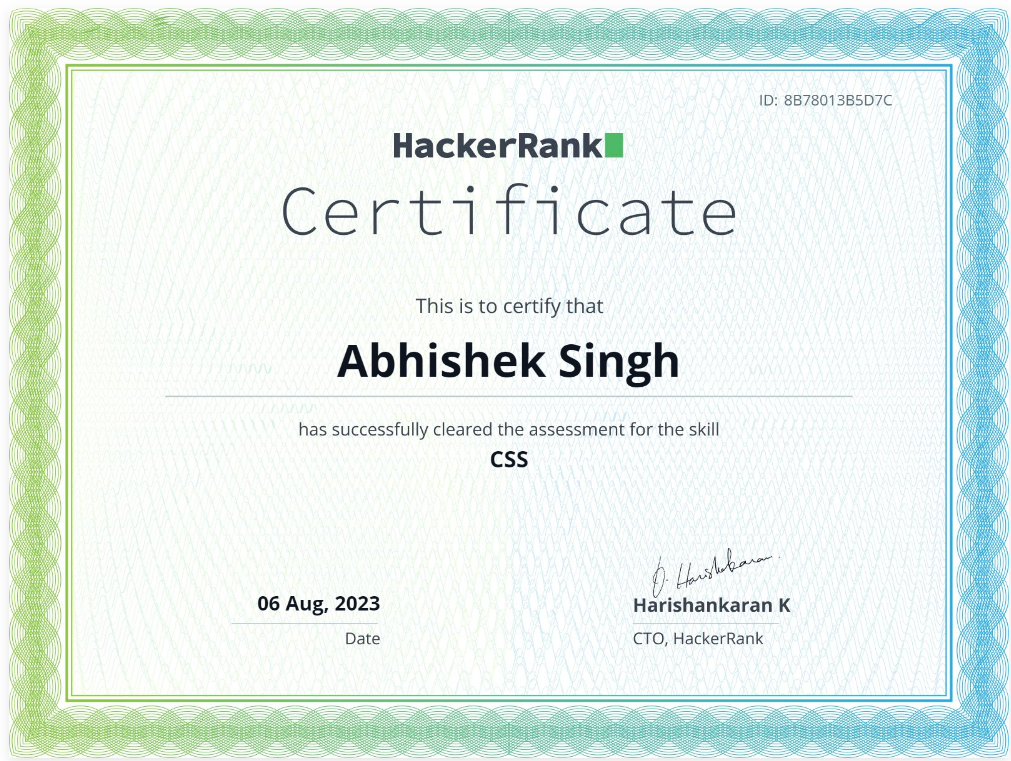 ID: 8B78013B5D7C
HackerRank
Certificate
This is to certify that
Abhishek Singh
has successfully cleared the assessment for the skill
CSS
06 Aug, 2023
Date
D. Harishankaran
Harishankaran K
CTO, HackerRank